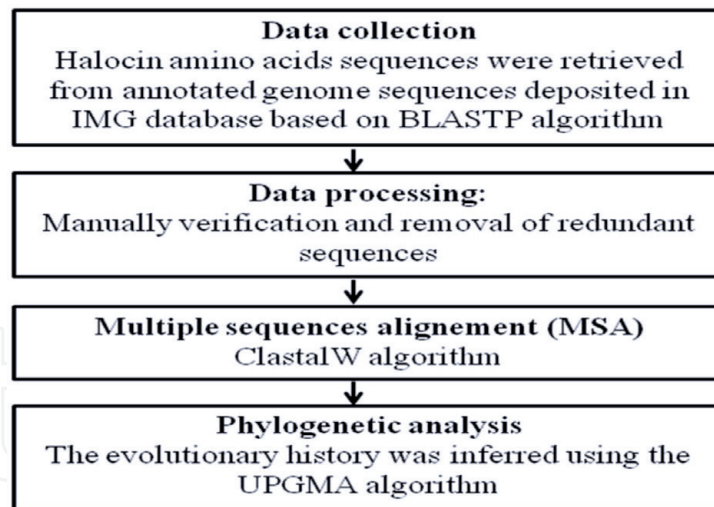 Data collection
Halocin amino acids sequences were retrieved
from annotated genome sequences deposited in
IMG database based on BLASTP algorithm
Data processing:
Manually verification and removal of redundant
sequences
Multiple sequences alignement (MSA)
ClastalW algorithm
Phylogenetic analysis
The evolutionary history was inferred using the
UPGMA algorithm